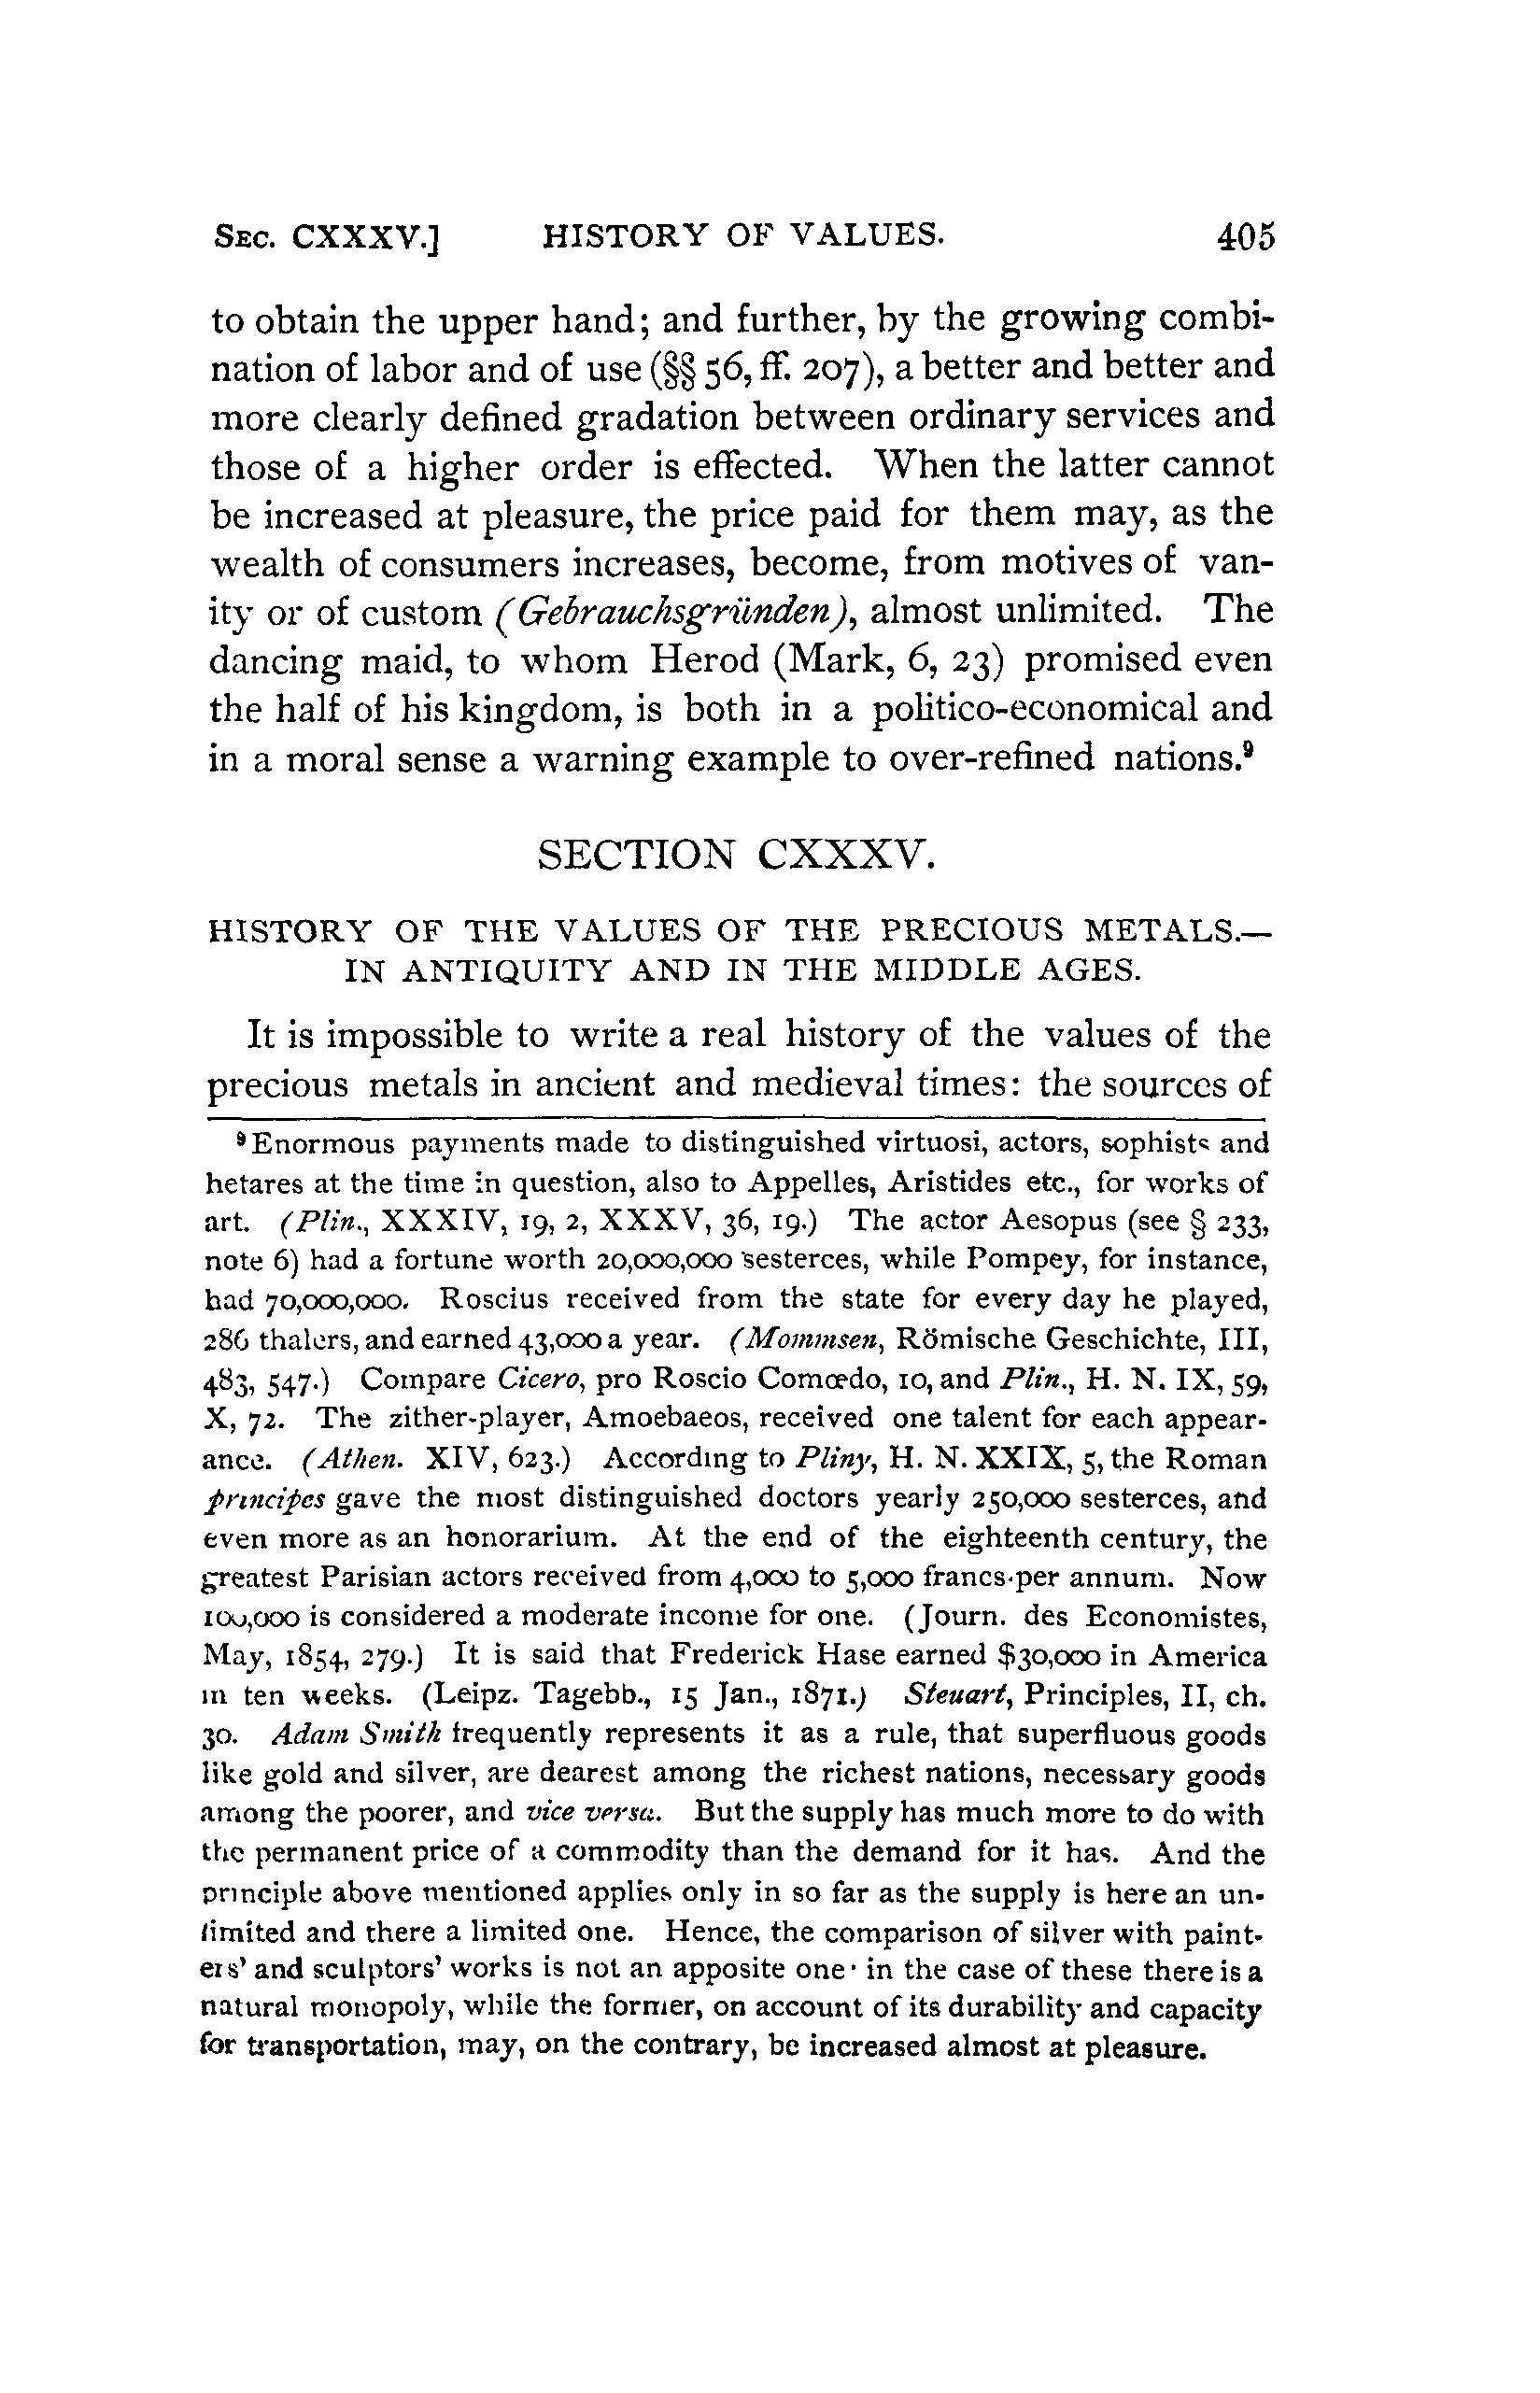 SEC. CXXXV.] HISTORY OF VALUES. 405
to obtain the upper hand; and further, by the growing combi-
nation of labor and of use (§§ 56, ff. 207), a better and better and
more clearly defined gradation between ordinary services and
those of a higher order is effected. When the latter cannot
be increased at pleasure, the price paid for them may, as the
wealth of consumers increases, become, from motives of van-
ity or of custom (Gebrauchsgründen), almost unlimited. The
dancing maid, to whom Herod (Mark, 6, 23) promised even
the half of his kingdom, is both in a politico-economical and
in a moral sense a warning example to over-refined nations.⁹
SECTION CXXXV.
HISTORY OF THE VALUES OF THE PRECIOUS METALS.—
IN ANTIQUITY AND IN THE MIDDLE AGES.
It is impossible to write a real history of the values of the
precious metals in ancient and medieval times: the sources of
⁹ Enormous payments made to distinguished virtuosi, actors, sophists and
hetares at the time in question, also to Appelles, Aristides etc., for works of
art. (Plin., XXXIV, 19, 2, XXXV, 36, 19.) The actor Aesopus (see § 233,
note 6) had a fortune worth 20,000,000 sesterces, while Pompey, for instance,
had 70,000,000. Roscius received from the state for every day he played,
286 thalers, and earned 43,000 a year. (Mommsen, Römische Geschichte, III,
483, 547.) Compare Cicero, pro Roscio Comœdo, 10, and Plin., H. N. IX, 59,
X, 72. The zither-player, Amoebaeos, received one talent for each appear-
ance. (Athen. XIV, 623.) According to Pliny, H. N. XXIX, 5, the Roman
principes gave the most distinguished doctors yearly 250,000 sesterces, and
even more as an honorarium. At the end of the eighteenth century, the
greatest Parisian actors received from 4,000 to 5,000 francs per annum. Now
100,000 is considered a moderate income for one. (Journ. des Economistes,
May, 1854, 279.) It is said that Frederick Hase earned $30,000 in America
in ten weeks. (Leipz. Tagebb., 15 Jan., 1871.) Steuart, Principles, II, ch.
30. Adam Smith frequently represents it as a rule, that superfluous goods
like gold and silver, are dearest among the richest nations, necessary goods
among the poorer, and vice versa. But the supply has much more to do with
the permanent price of a commodity than the demand for it has. And the
principle above mentioned applies only in so far as the supply is here an un-
limited and there a limited one. Hence, the comparison of silver with paint-
ers' and sculptors' works is not an apposite one: in the case of these there is a
natural monopoly, while the former, on account of its durability and capacity
for transportation, may, on the contrary, be increased almost at pleasure.